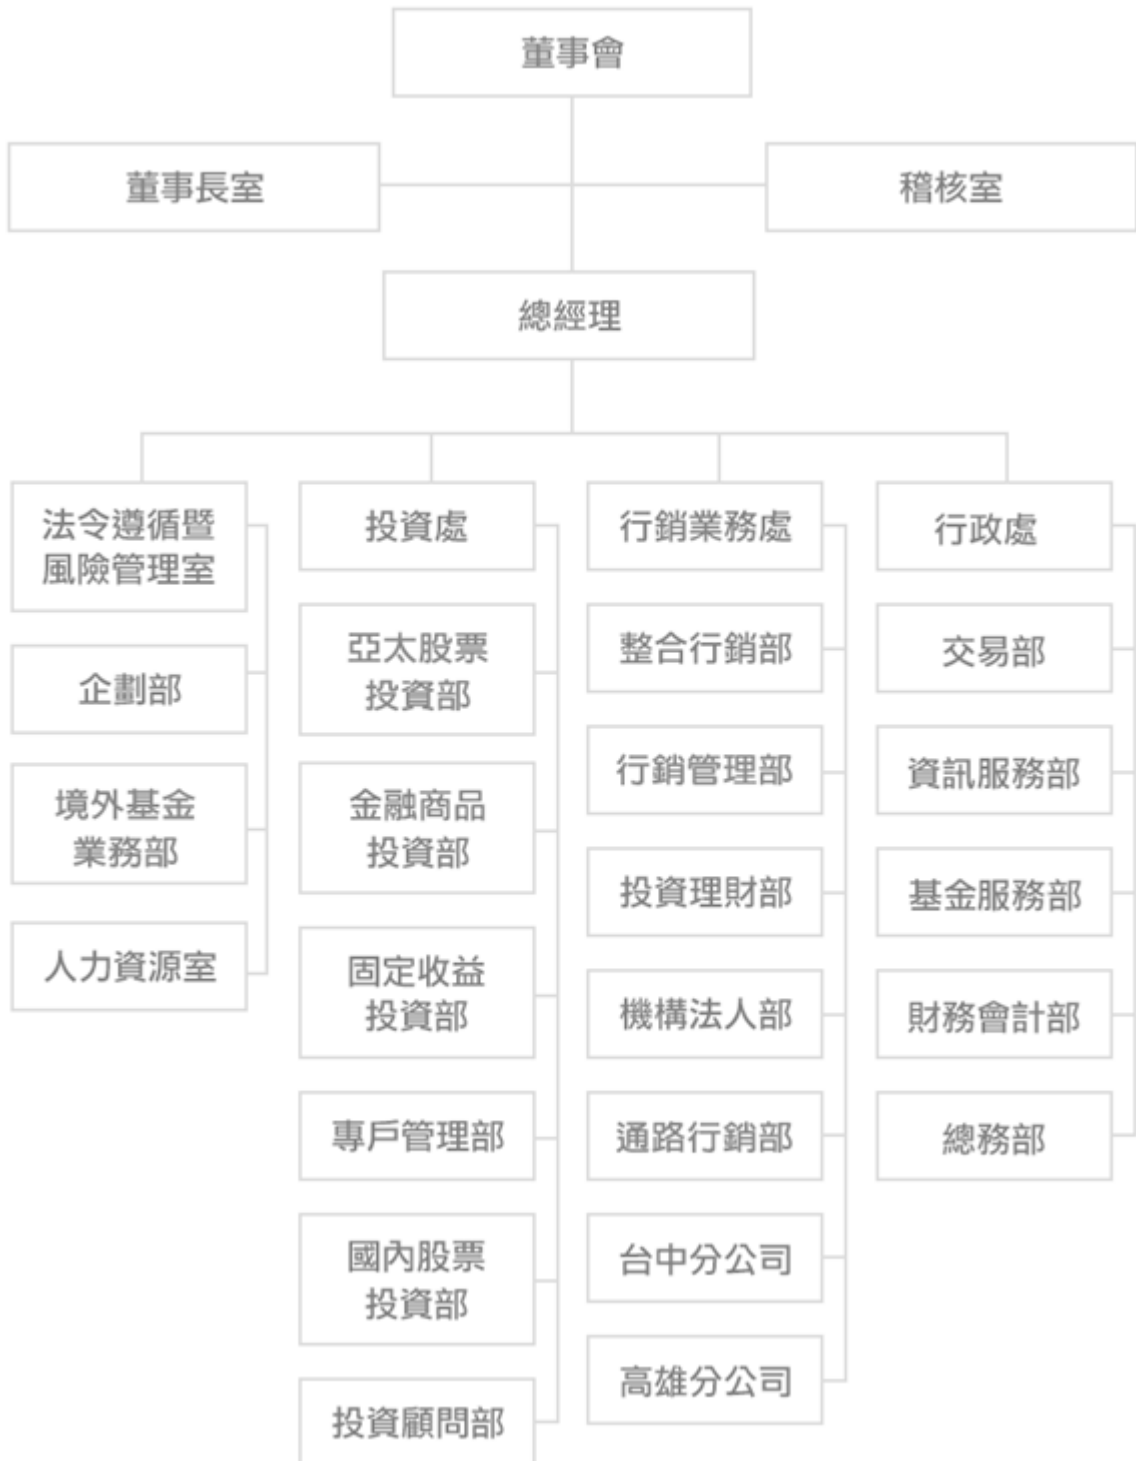 董事會
董事長室
稽核室
總經理
法令遵循暨
風險管理室
企劃部
境外基金
業務部
人力資源室
投資處
亞太股票
投資部
金融商品
投資部
固定收益
投資部
專戶管理部
國內股票
投資部
投資顧問部
行銷業務處
整合行銷部
行銷管理部
投資理財部
機構法人部
通路行銷部
台中分公司
高雄分公司
行政處
交易部
資訊服務部
基金服務部
財務會計部
總務部